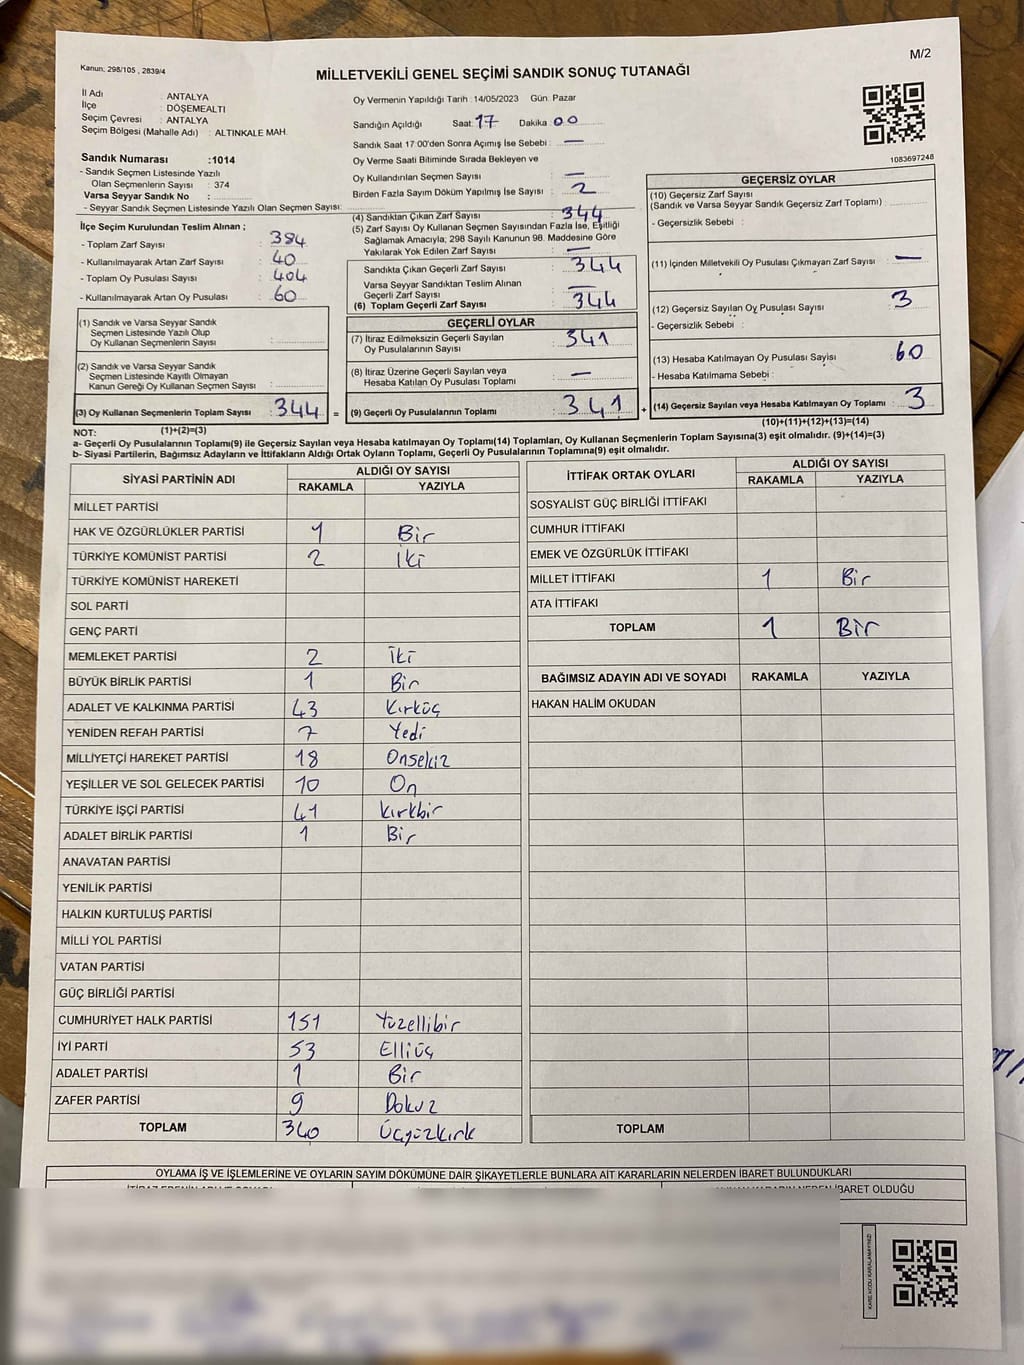 Kanun; 298/105 , 2839/4
M/2
MİLLETVEKİLİ GENEL SEÇİMİ SANDIK SONUÇ TUTANAĞI
İl Adı : ANTALYA
İlçe : DÖŞEMEALTI
Seçim Çevresi : ANTALYA
Seçim Bölgesi (Mahalle Adı) : ALTINKALE MAH.
Sandık Numarası :1014
- Sandık Seçmen Listesinde Yazılı
Olan Seçmenlerin Sayısı : 374
Varsa Seyyar Sandık No :
- Seyyar Sandık Seçmen Listesinde Yazılı Olan Seçmen Sayısı:
İlçe Seçim Kurulundan Teslim Alınan ;
- Toplam Zarf Sayısı : 384
- Kullanılmayarak Artan Zarf Sayısı : 40
- Toplam Oy Pusulası Sayısı : 404
- Kullanılmayarak Artan Oy Pusulası : 60
(1) Sandık ve Varsa Seyyar Sandık
Seçmen Listesinde Yazılı Olup
Oy Kullanan Seçmenlerin Sayısı :
(2) Sandık ve Varsa Seyyar Sandık
Seçmen Listesinde Kayıtlı Olmayan
Kanun Gereği Oy Kullanan Seçmen Sayısı :
(3) Oy Kullanan Seçmenlerin Toplam Sayısı : 344 =
(1)+(2)=(3)
Oy Vermenin Yapıldığı Tarih : 14/05/2023 Gün: Pazar
Sandığın Açıldığı Saat: 17 Dakika : 00
Sandık Saat 17:00'den Sonra Açımış İse Sebebi : —
Oy Verme Saati Bitiminde Sırada Bekleyen ve
Oy Kullandırılan Seçmen Sayısı : —
Birden Fazla Sayım Döküm Yapılmış İse Sayısı : 2
(4) Sandıktan Çıkan Zarf Sayısı : 344
(5) Zarf Sayısı Oy Kullanan Seçmen Sayısından Fazla İse, Eşitliği
Sağlamak Amacıyla; 298 Sayılı Kanunun 98. Maddesine Göre
Yakılarak Yok Edilen Zarf Sayısı : —
Sandıkta Çıkan Geçerli Zarf Sayısı : 344
Varsa Seyyar Sandıktan Teslim Alınan
Geçerli Zarf Sayısı : —
(6) Toplam Geçerli Zarf Sayısı : 344
GEÇERLİ OYLAR
(7) İtiraz Edilmeksizin Geçerli Sayılan
Oy Pusulalarının Sayısı : 341
(8) İtiraz Üzerine Geçerli Sayılan veya
Hesaba Katılan Oy Pusulası Toplamı : —
(9) Geçerli Oy Pusulalarının Toplamı : 341 +
1083697248
GEÇERSİZ OYLAR
(10) Geçersiz Zarf Sayısı
(Sandık ve Varsa Seyyar Sandık Geçersiz Zarf Toplamı) :
- Geçersizlik Sebebi :
(11) İçinden Milletvekili Oy Pusulası Çıkmayan Zarf Sayısı : —
(12) Geçersiz Sayılan Oy Pusulası Sayısı : 3
- Geçersizlik Sebebi :
(13) Hesaba Katılmayan Oy Pusulası Sayısı : 60
- Hesaba Katılmama Sebebi :
(14) Geçersiz Sayılan veya Hesaba Katılmayan Oy Pusulası Toplamı : 3
(10)+(11)+(12)+(13)=(14)
NOT:
a- Geçerli Oy Pusulalarının Toplamı(9) ile Geçersiz Sayılan veya Hesaba katılmayan Oy Toplamı(14) Toplamları, Oy Kullanan Seçmenlerin Toplam Sayısına(3) eşit olmalıdır. (9)+(14)=(3)
b- Siyasi Partilerin, Bağımsız Adayların ve İttifakların Aldığı Ortak Oyların Toplamı, Geçerli Oy Pusulalarının Toplamına(9) eşit olmalıdır.
SİYASİ PARTİNİN ADI ALDIĞI OY SAYISI
RAKAMLA YAZIYLA
MİLLET PARTİSİ
HAK VE ÖZGÜRLÜKLER PARTİSİ 1 Bir
TÜRKİYE KOMÜNİST PARTİSİ 2 İki
TÜRKİYE KOMÜNİST HAREKETİ
SOL PARTİ
GENÇ PARTİ
MEMLEKET PARTİSİ 2 İki
BÜYÜK BİRLİK PARTİSİ 1 Bir
ADALET VE KALKINMA PARTİSİ 43 Kırküç
YENİDEN REFAH PARTİSİ 7 Yedi
MİLLİYETÇİ HAREKET PARTİSİ 18 Onsekiz
YEŞİLLER VE SOL GELECEK PARTİSİ 10 On
TÜRKİYE İŞÇİ PARTİSİ 41 Kırkbir
ADALET BİRLİK PARTİSİ 1 Bir
ANAVATAN PARTİSİ
YENİLİK PARTİSİ
HALKIN KURTULUŞ PARTİSİ
MİLLİ YOL PARTİSİ
VATAN PARTİSİ
GÜÇ BİRLİĞİ PARTİSİ
CUMHURİYET HALK PARTİSİ 151 Yüzellibir
İYİ PARTİ 53 Elliüç
ADALET PARTİSİ 1 Bir
ZAFER PARTİSİ 9 Dokuz
TOPLAM 340 Üçyüzkırk
İTTİFAK ORTAK OYLARI ALDIĞI OY SAYISI
RAKAMLA YAZIYLA
SOSYALİST GÜÇ BİRLİĞİ İTTİFAKI
CUMHUR İTTİFAKI
EMEK VE ÖZGÜRLÜK İTTİFAKI
MİLLET İTTİFAKI 1 Bir
ATA İTTİFAKI
TOPLAM 1 Bir
BAĞIMSIZ ADAYIN ADI VE SOYADI RAKAMLA YAZIYLA
HAKAN HALİM OKUDAN
TOPLAM
OYLAMA İŞ VE İŞLEMLERİNE VE OYLARIN SAYIM DÖKÜMÜNE DAİR ŞİKAYETLERLE BUNLARA AİT KARARLARIN NELERDEN İBARET BULUNDUKLARI
İBARET OLDUĞU
KARE KODU KARALAMAYINIZ!